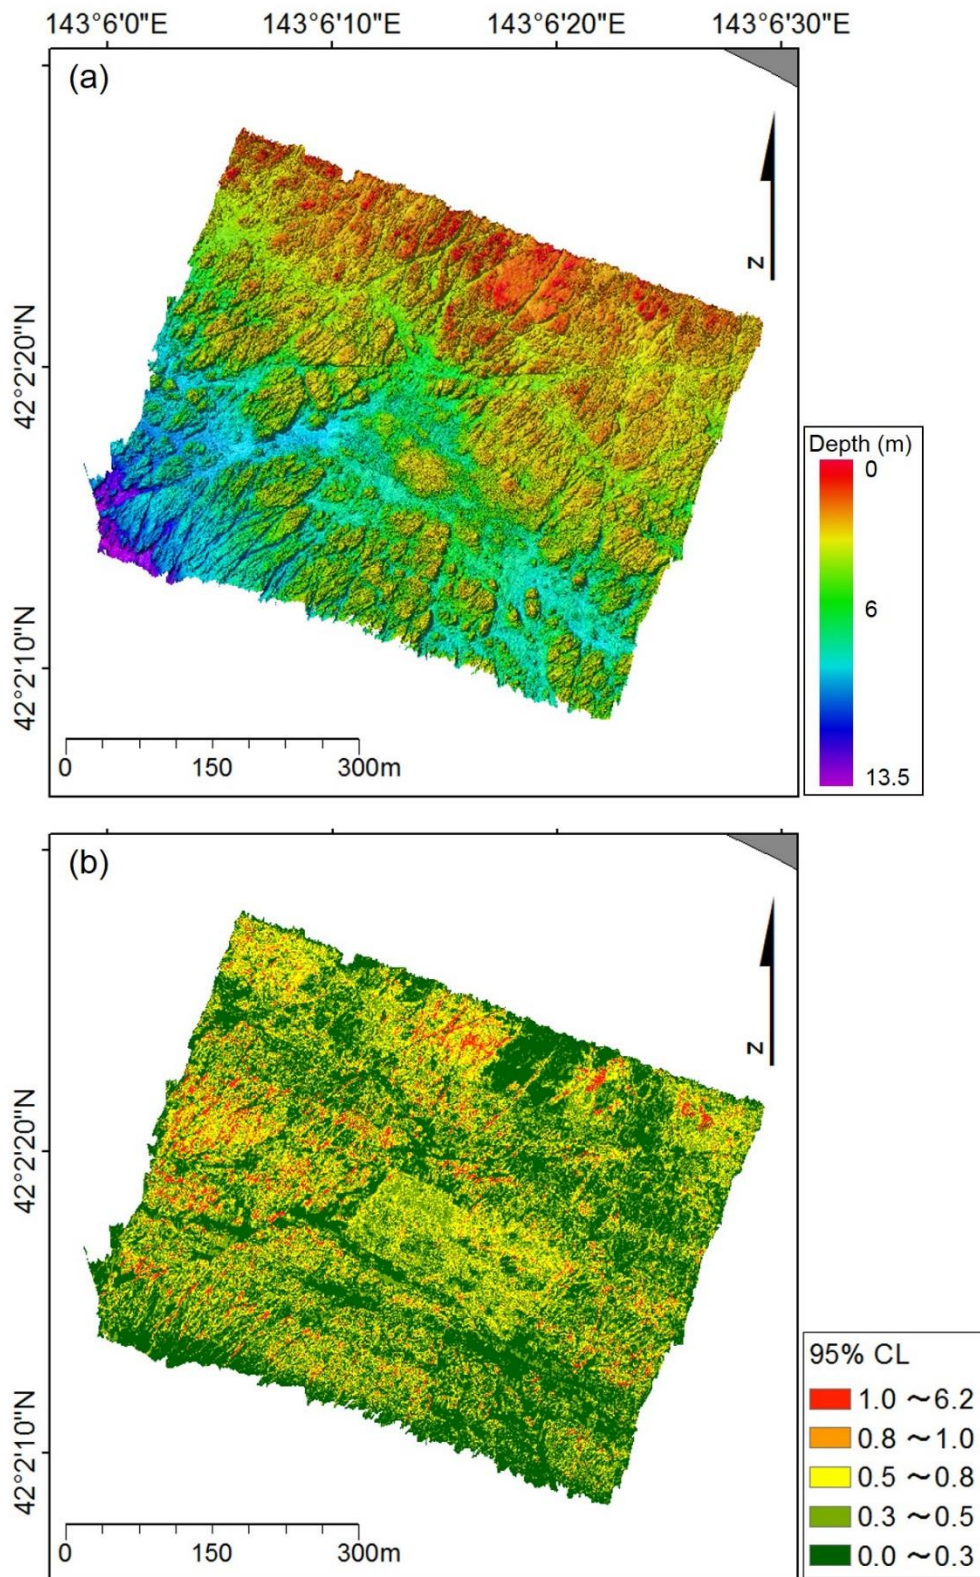 143°6'0"E 143°6'10"E 143°6'20"E 143°6'30"E
(a)
N
42°2'20"N
42°2'10"N
Depth (m)
0
6
13.5
0 150 300m
(b)
N
42°2'20"N
42°2'10"N
95% CL
1.0 ~6.2
0.8 ~1.0
0.5 ~0.8
0.3 ~0.5
0.0 ~0.3
0 150 300m